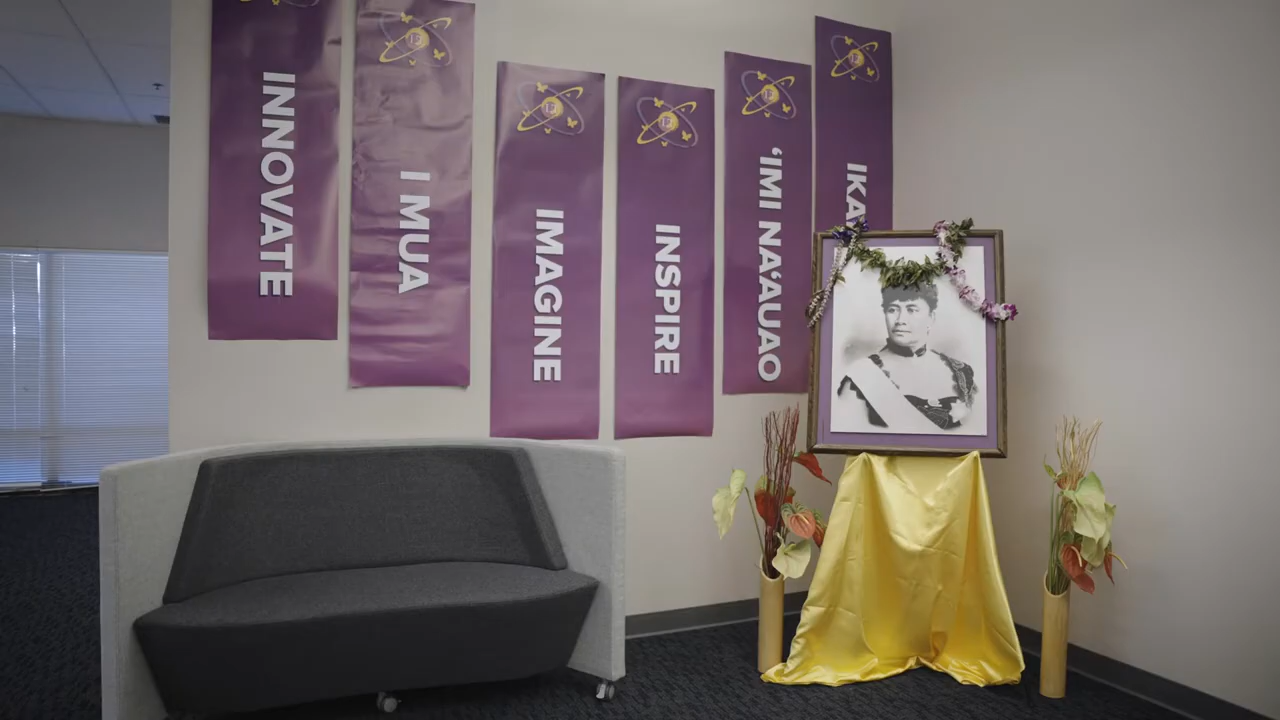 INNOVATE
I MUA
IMAGINE
INSPIRE
ʻIMI NAʻAUAO